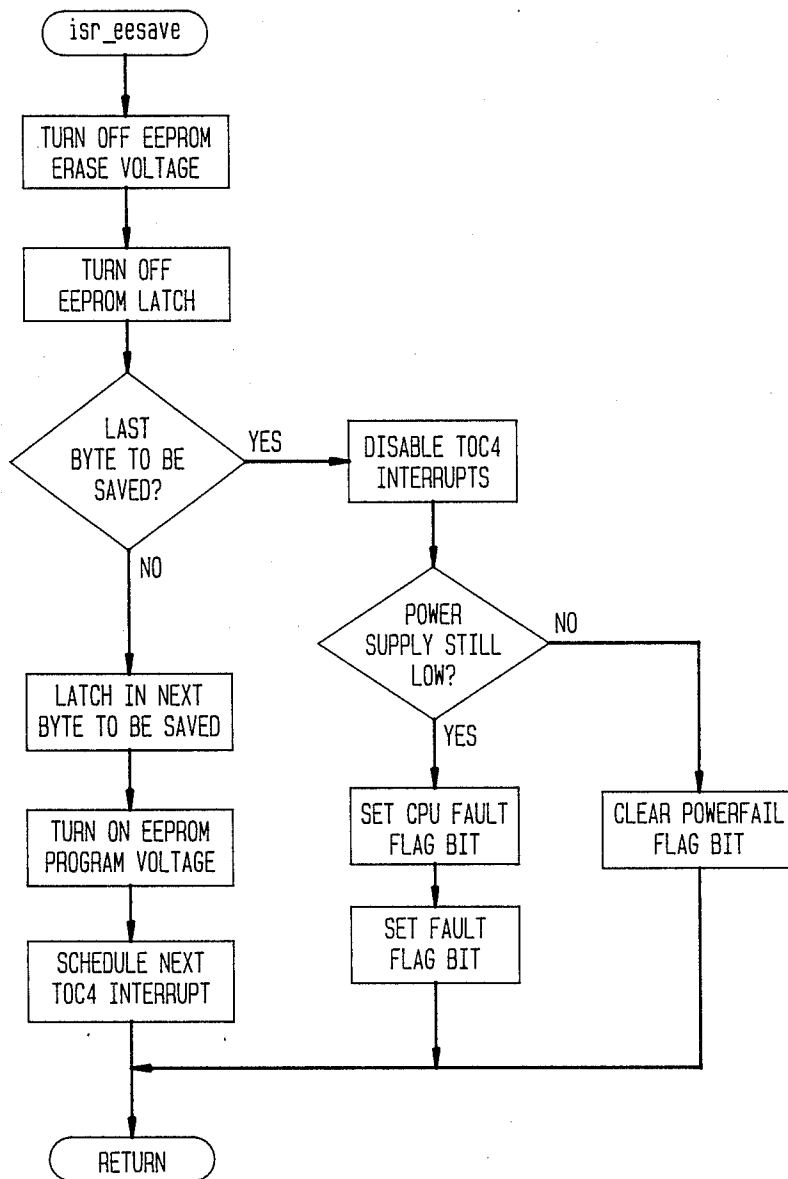 isr_eesave
TURN OFF EEPROM
ERASE VOLTAGE
TURN OFF
EEPROM LATCH
LAST
BYTE TO BE
SAVED?
YES
DISABLE TOC4
INTERRUPTS
NO
POWER
SUPPLY STILL
LOW?
NO
YES
LATCH IN NEXT
BYTE TO BE SAVED
TURN ON EEPROM
PROGRAM VOLTAGE
SCHEDULE NEXT
TOC4 INTERRUPT
SET CPU FAULT
FLAG BIT
SET FAULT
FLAG BIT
CLEAR POWERFAIL
FLAG BIT
RETURN